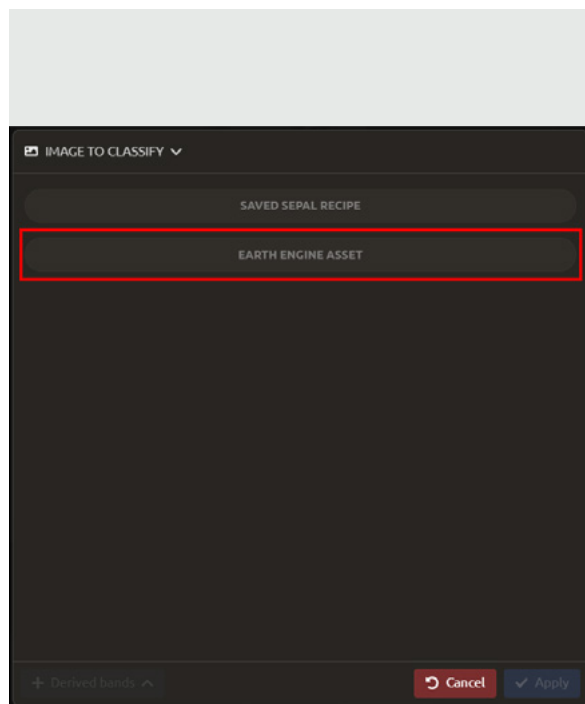 IMAGE TO CLASSIFY
SAVED SEPAL RECIPE
EARTH ENGINE ASSET
+ Derived bands
Cancel
Apply